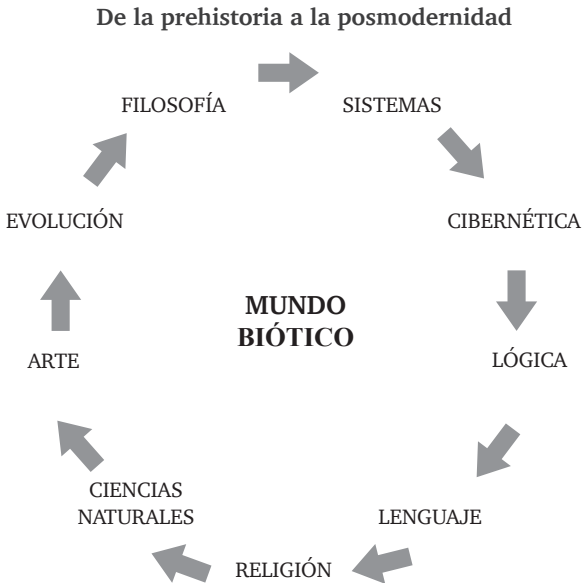 De la prehistoria a la posmodernidad
FILOSOFÍA
SISTEMAS
EVOLUCIÓN
CIBERNÉTICA
MUNDO
BIÓTICO
ARTE
LÓGICA
CIENCIAS
NATURALES
LENGUAJE
RELIGIÓN